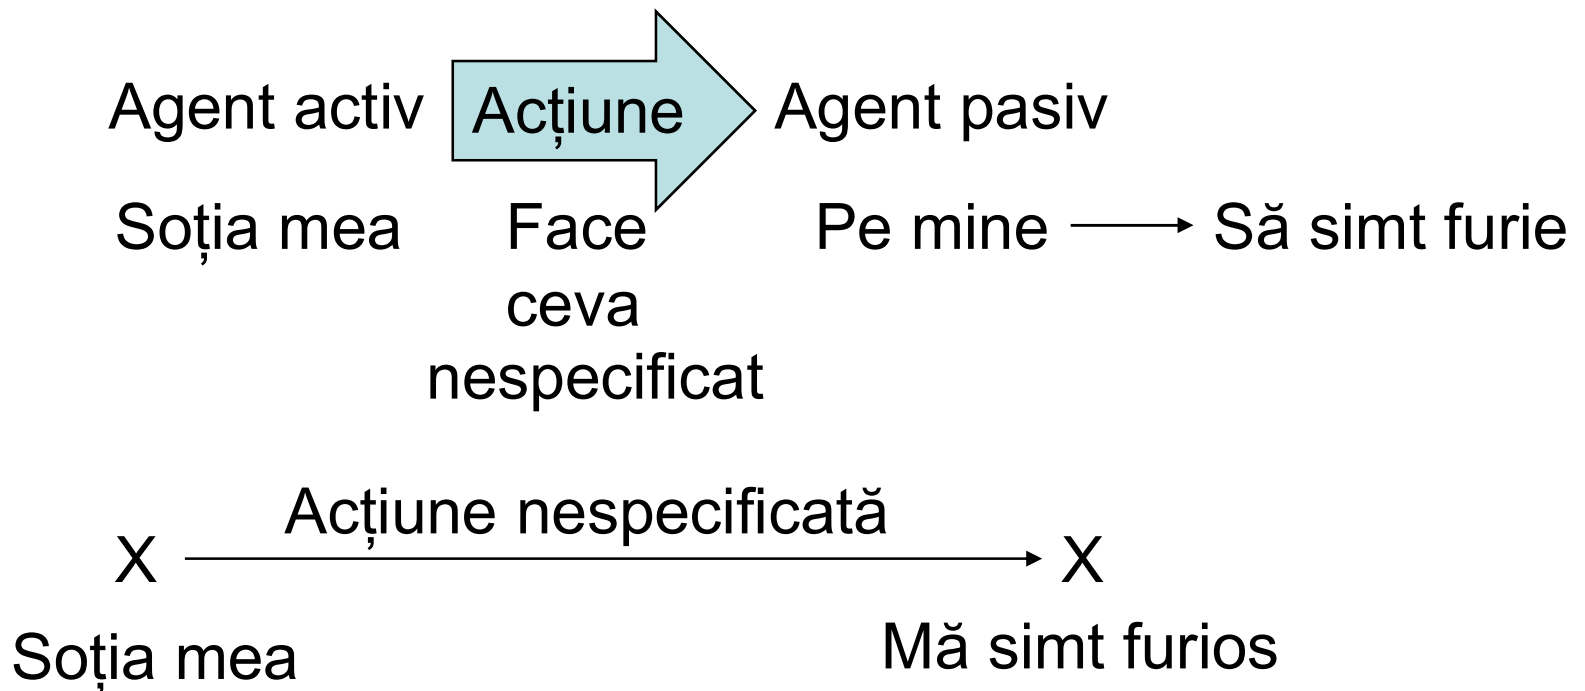 Agent activ Acțiune Agent pasiv
Soția mea Face Pe mine Să simt furie
ceva
nespecificat
Acțiune nespecificată
X X
Soția mea Mă simt furios